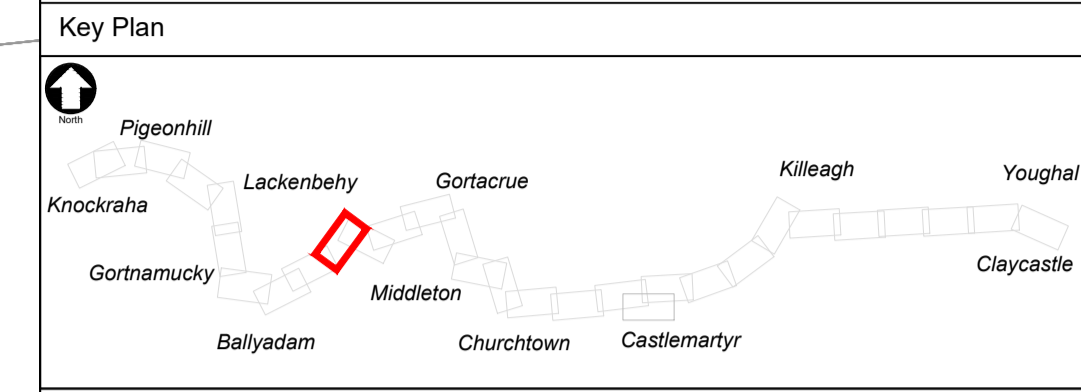 Key Plan
North
Pigeonhill
Lackenbehy
Gortacrue
Killeagh
Youghal
Knockraha
Gortnamucky
Middleton
Claycastle
Ballyadam
Churchtown
Castlemartyr